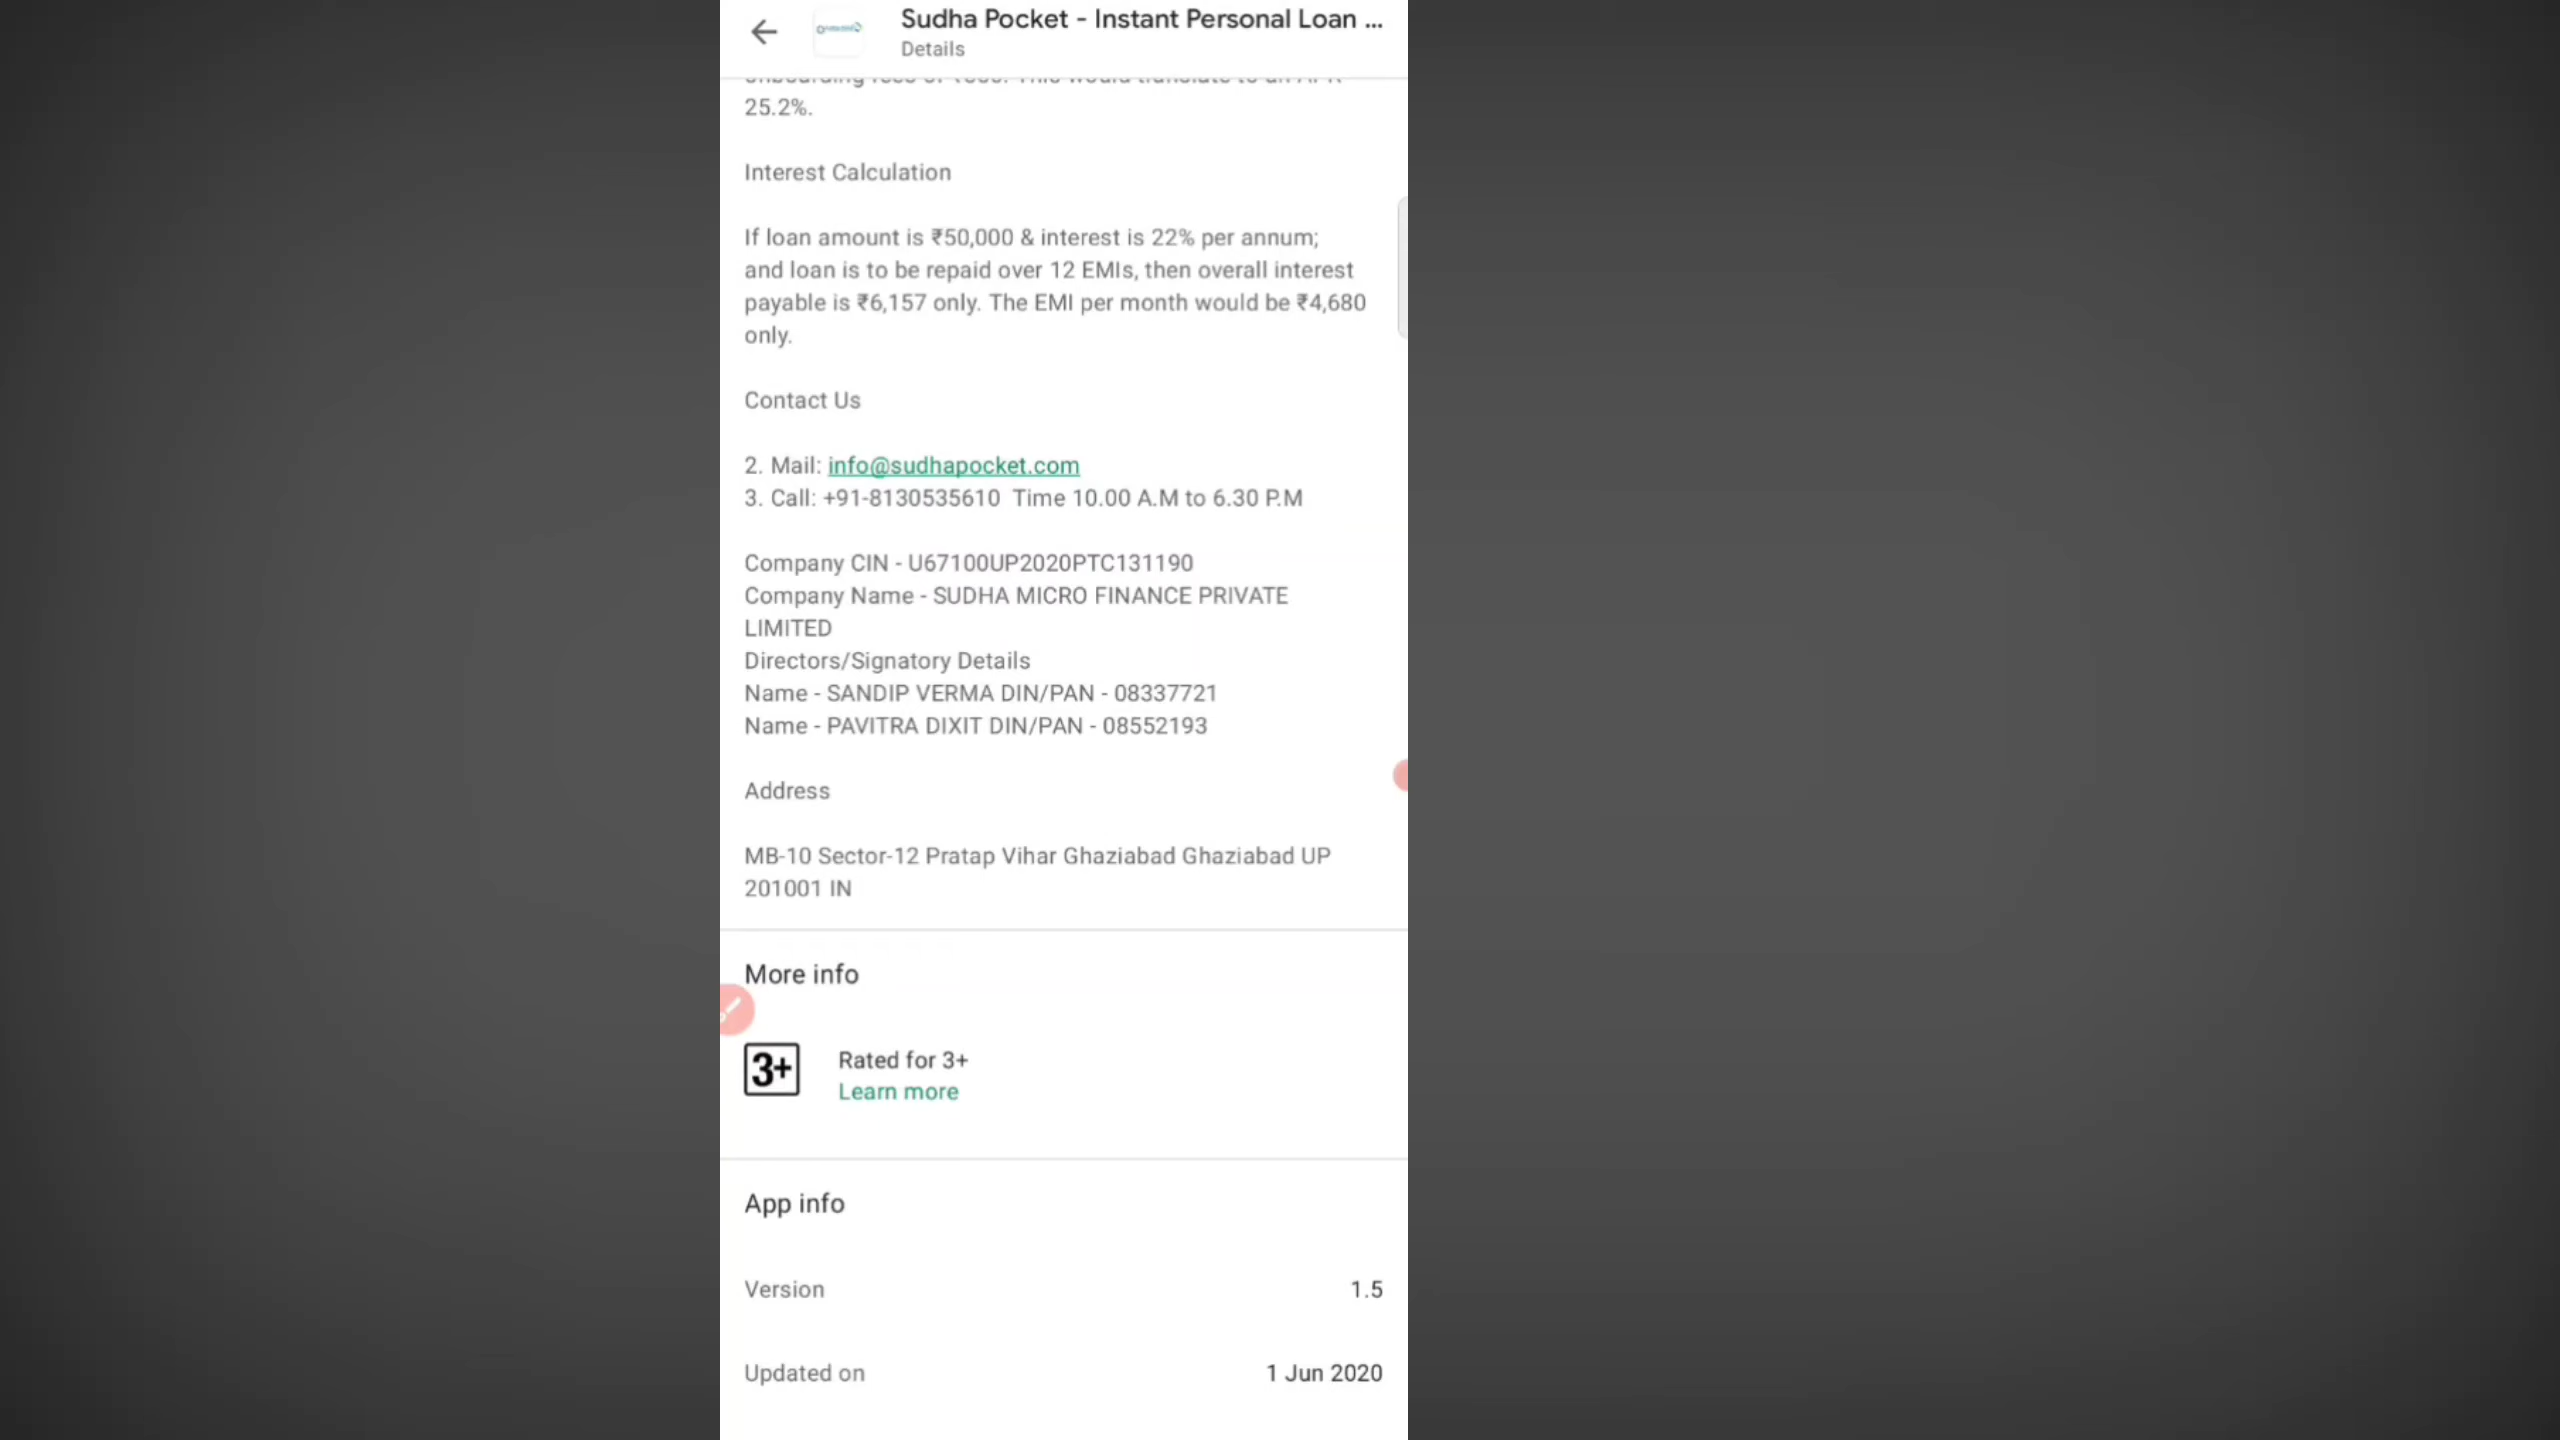 Sudha Pocket - Instant Personal Loan ...
Details
25.2%.
Interest Calculation
If loan amount is ₹50,000 & interest is 22% per annum;
and loan is to be repaid over 12 EMIs, then overall interest
payable is ₹6,157 only. The EMI per month would be ₹4,680
only.
Contact Us
2. Mail: info@sudhapocket.com
3. Call: +91-8130535610 Time 10.00 A.M to 6.30 P.M
Company CIN - U67100UP2020PTC131190
Company Name - SUDHA MICRO FINANCE PRIVATE
LIMITED
Directors/Signatory Details
Name - SANDIP VERMA DIN/PAN - 08337721
Name - PAVITRA DIXIT DIN/PAN - 08552193
Address
MB-10 Sector-12 Pratap Vihar Ghaziabad Ghaziabad UP
201001 IN
More info
3+
Rated for 3+
Learn more
App info
Version 1.5
Updated on 1 Jun 2020